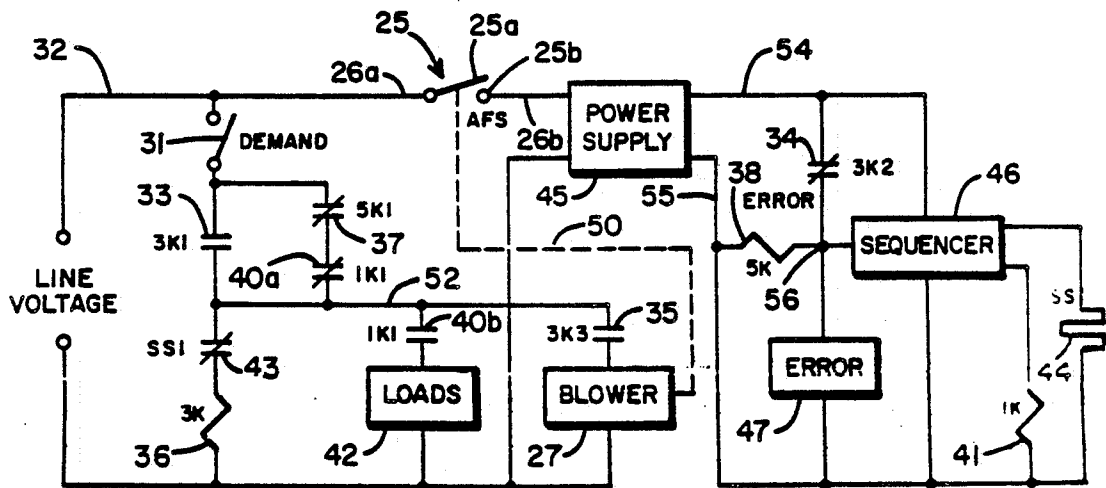 32
25
25a
25b
54
26a
AFS
26b
POWER
SUPPLY
45
31
DEMAND
34
3K2
38
46
33
3K1
5K1
37
55
ERROR
50
SEQUENCER
5K
56
LINE
VOLTAGE
40a
1K1
52
SS1
43
1K1
40b
3K3
35
SS
44
LOADS
BLOWER
ERROR
3K
36
42
27
47
1K
41